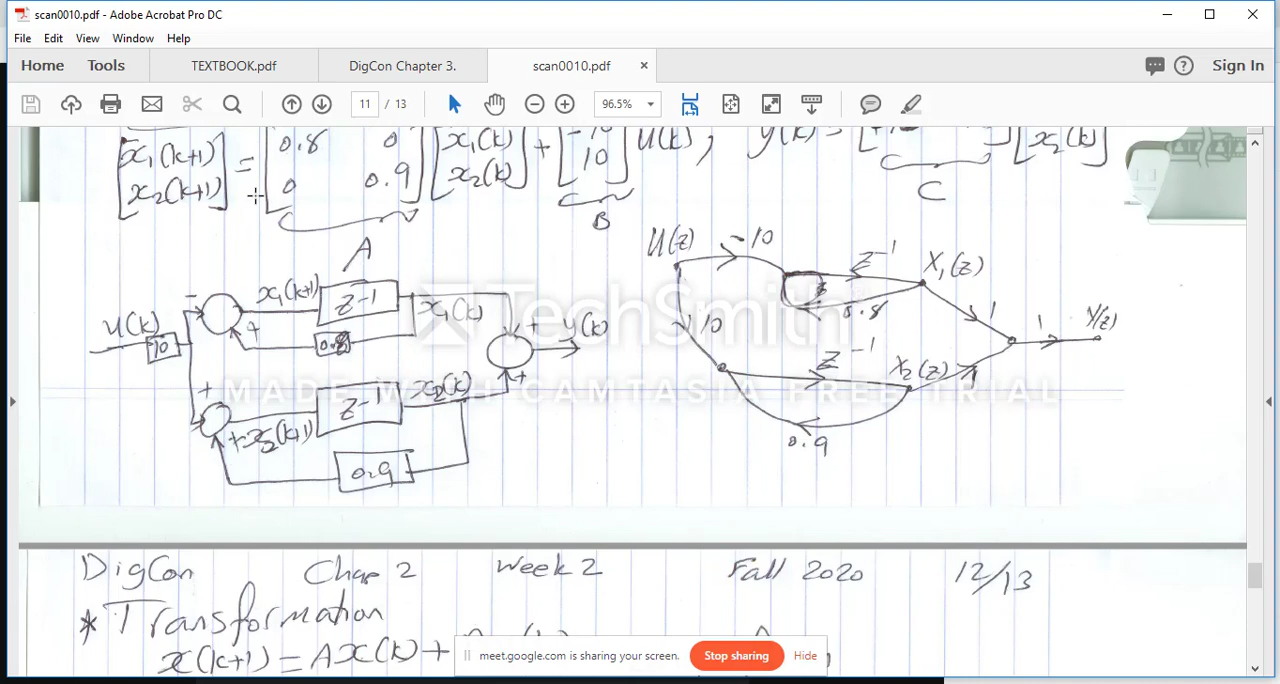 scan0010.pdf - Adobe Acrobat Pro DC
File Edit View Window Help
Home Tools TEXTBOOK.pdf DigCon Chapter 3. scan0010.pdf × Sign In
11 / 13 96.5%
[x₁(k+1) x₂(k+1)] = [0.8 0 0 0.9] [x₁(k) x₂(k)] + [-10 10] u(k), y(k) = x₂(k)
A B C
U(z) -10 z⁻¹ X₁(z)
0.8
10 1 1 Y(z)
z⁻¹ X₂(z) 1
0.9
- x₁(k+1) z-1 x₁(k) + y(k)
u(k) 10 + 0.8
+ +x₂(k+1) z-1 x₂(k) +
0.9
TechSmith
MADE WITH CAMTASIA FREE TRIAL
DigCon Chap 2 Week 2 Fall 2020 12/13
* Transformation
x(k+1) = Ax(k) +
meet.google.com is sharing your screen. Stop sharing Hide